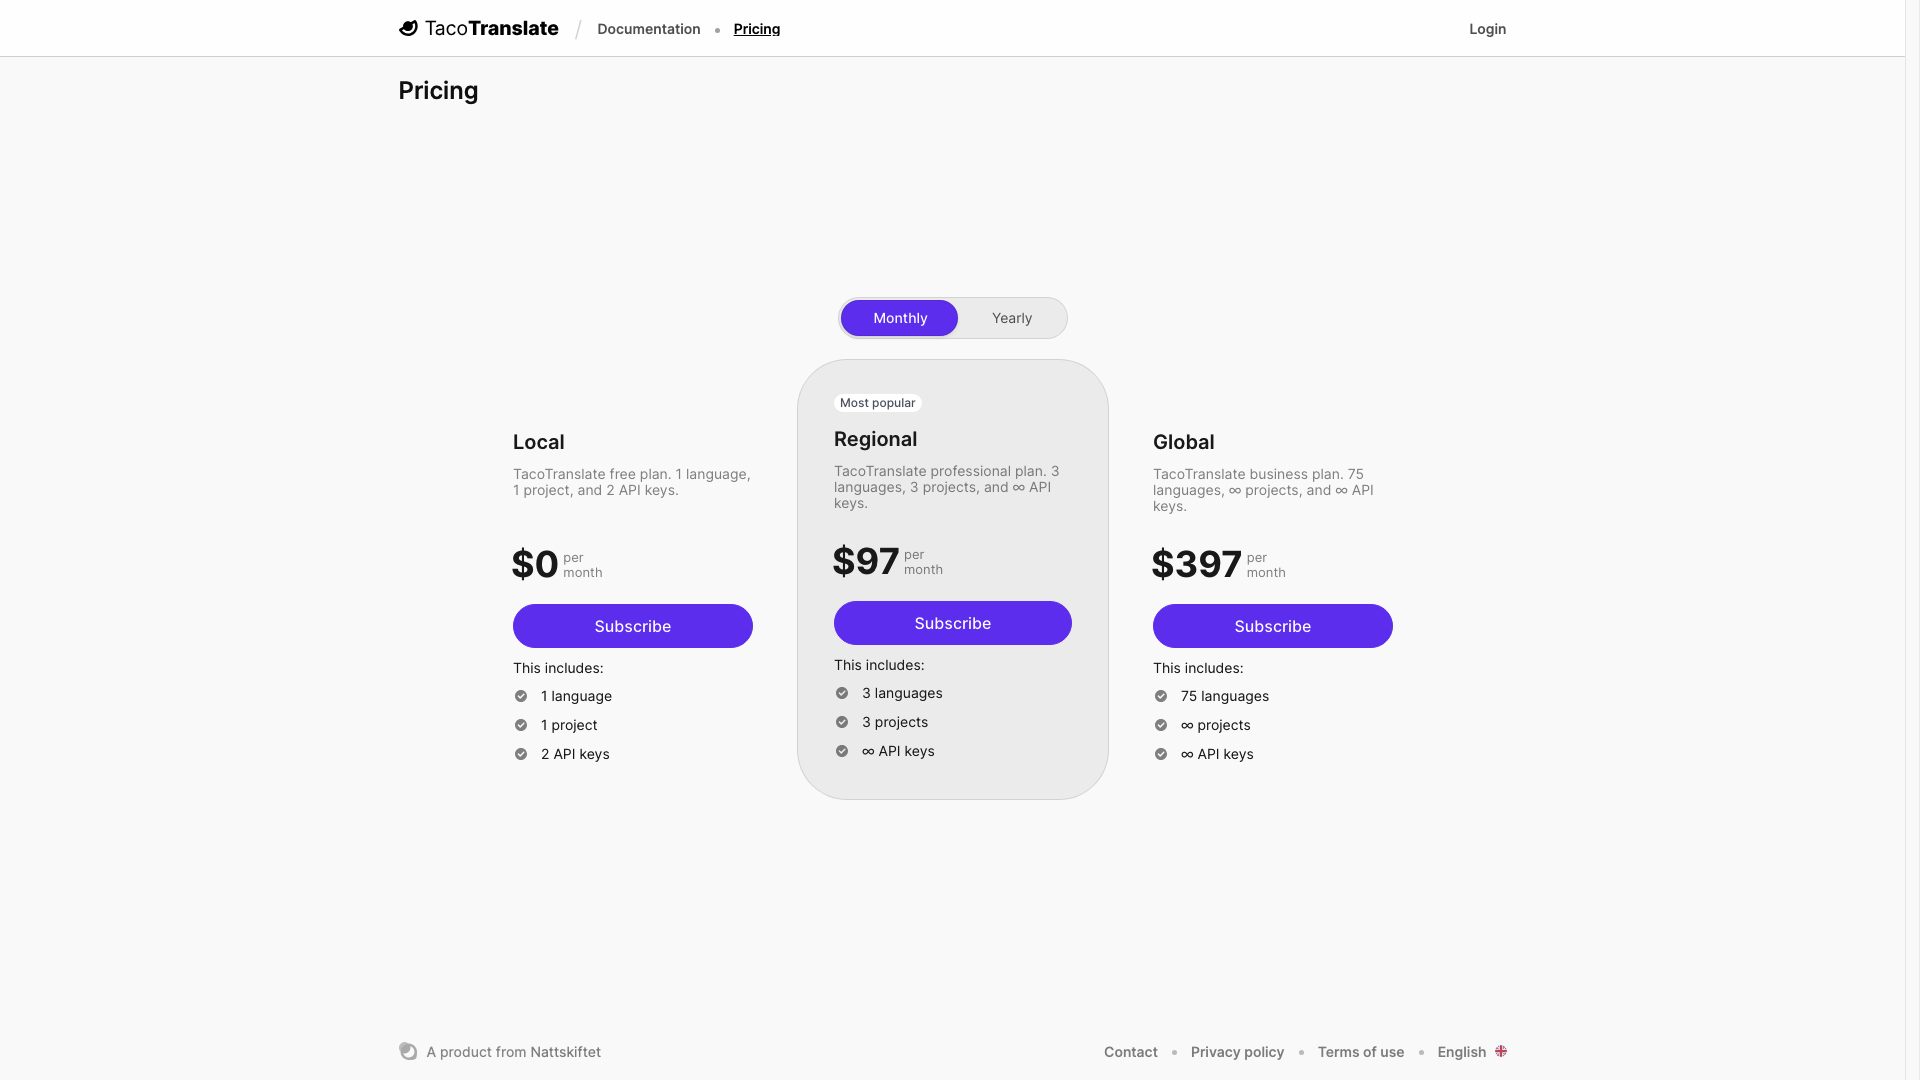 TacoTranslate
Documentation
Pricing
Login
Pricing
Monthly
Yearly
Local
TacoTranslate free plan. 1 language,
1 project, and 2 API keys.
$0 per
month
Subscribe
This includes:
1 language
1 project
2 API keys
Most popular
Regional
TacoTranslate professional plan. 3
languages, 3 projects, and ∞ API
keys.
$97 per
month
Subscribe
This includes:
3 languages
3 projects
∞ API keys
Global
TacoTranslate business plan. 75
languages, ∞ projects, and ∞ API
keys.
$397 per
month
Subscribe
This includes:
75 languages
∞ projects
∞ API keys
A product from Nattskiftet
Contact
Privacy policy
Terms of use
English